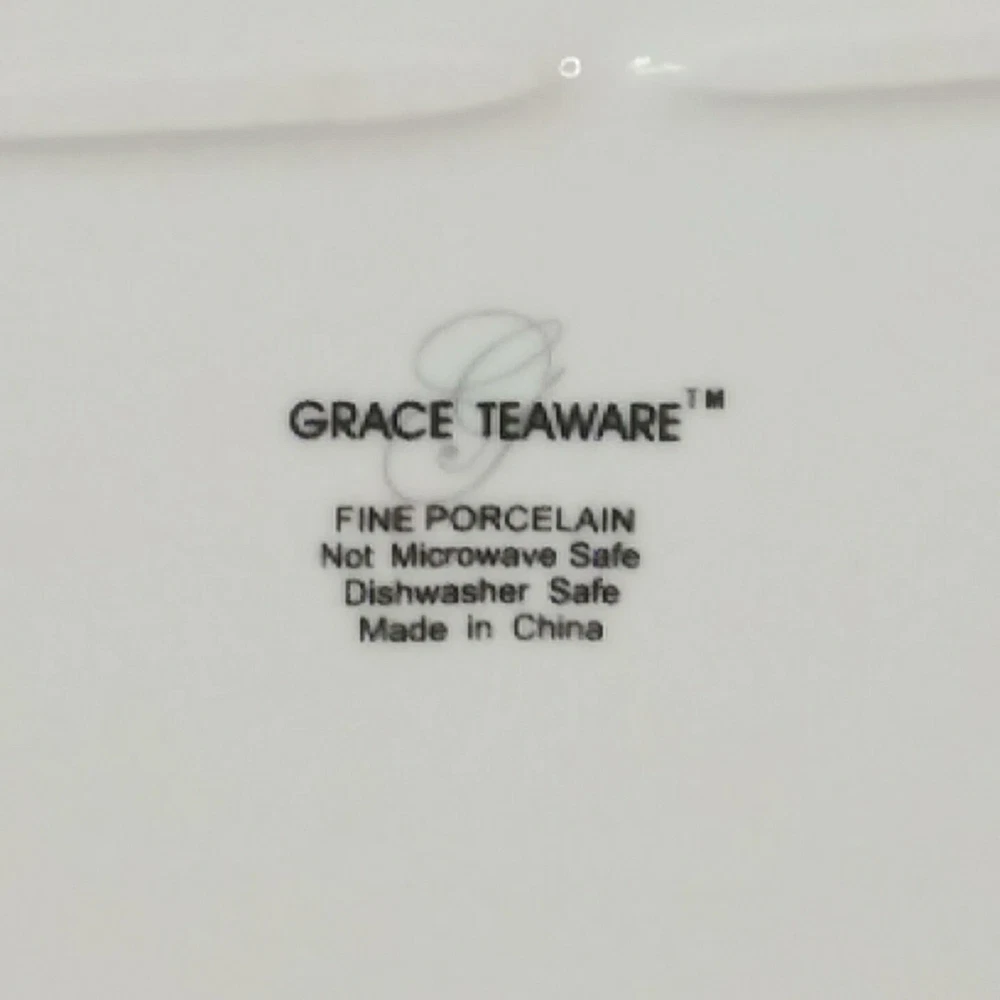 GRACE TEAWARE™
FINE PORCELAIN
Not Microwave Safe
Dishwasher Safe
Made in China